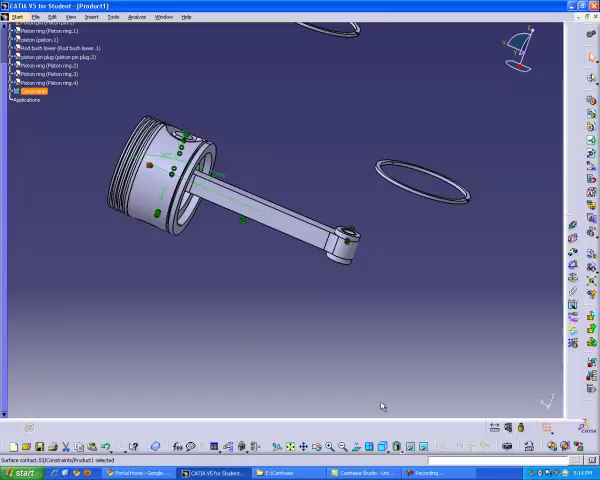 CATIA V5 for Student - [Product1]
Start File Edit View Insert Tools Analyze Window Help
Piston ring (Piston ring.1)
piston (piston.1)
Rod bush lower (Rod bush lower .1)
piston pin plug (piston pin plug.2)
Piston ring (Piston ring.2)
Piston ring (Piston ring.3)
Piston ring (Piston ring.4)
Constraints
Applications
CATIA
Surface contact.53/Constraints/Product1 selected
start
Portal Home - Google...
CATIA V5 for Student...
E:\Camtasia
Camtasia Studio - Unt...
Recording...
5:14 PM